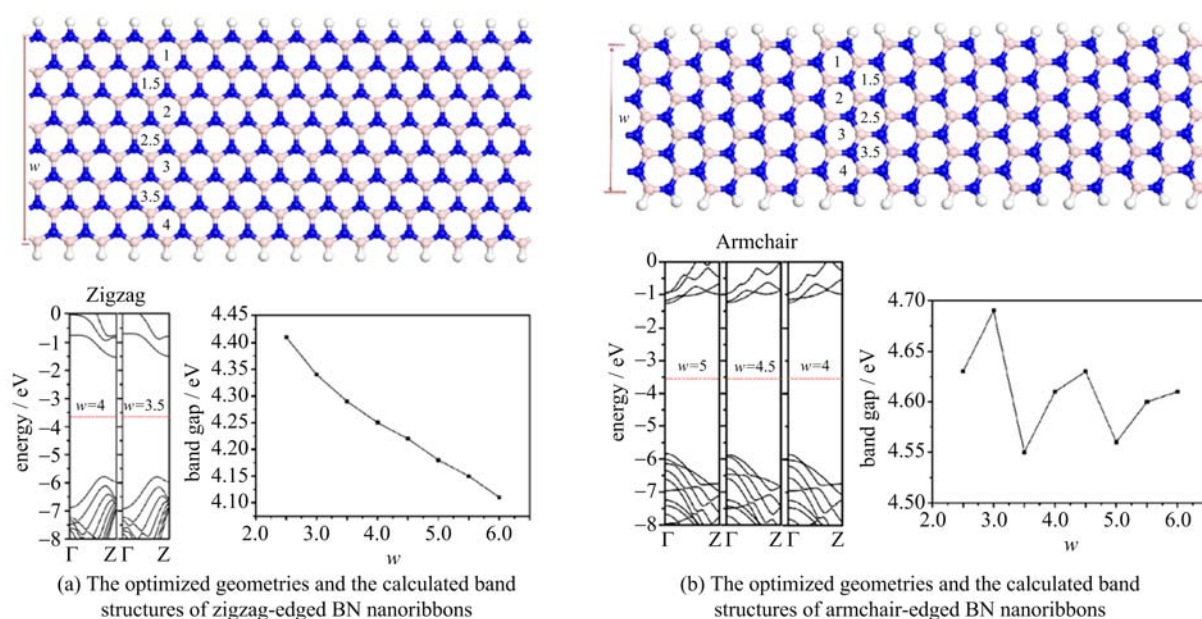 1
1.5
2
2.5
w
3
3.5
4
Zigzag
0
−1
−2
−3
−4
−5
−6
−7
−8
energy / eV
w=4
w=3.5
Γ
Z
Γ
Z
4.45
4.40
4.35
4.30
4.25
4.20
4.15
4.10
band gap / eV
2.0
3.0
4.0
5.0
6.0
w
(a) The optimized geometries and the calculated band
structures of zigzag-edged BN nanoribbons
1
1.5
2
w
2.5
3
3.5
4
Armchair
0
−1
−2
−3
−4
−5
−6
−7
−8
energy / eV
w=5
w=4.5
w=4
Γ
Z Γ
Z Γ
Z
4.70
4.65
4.60
4.55
4.50
band gap / eV
2.0
3.0
4.0
5.0
6.0
w
(b) The optimized geometries and the calculated band
structures of armchair-edged BN nanoribbons